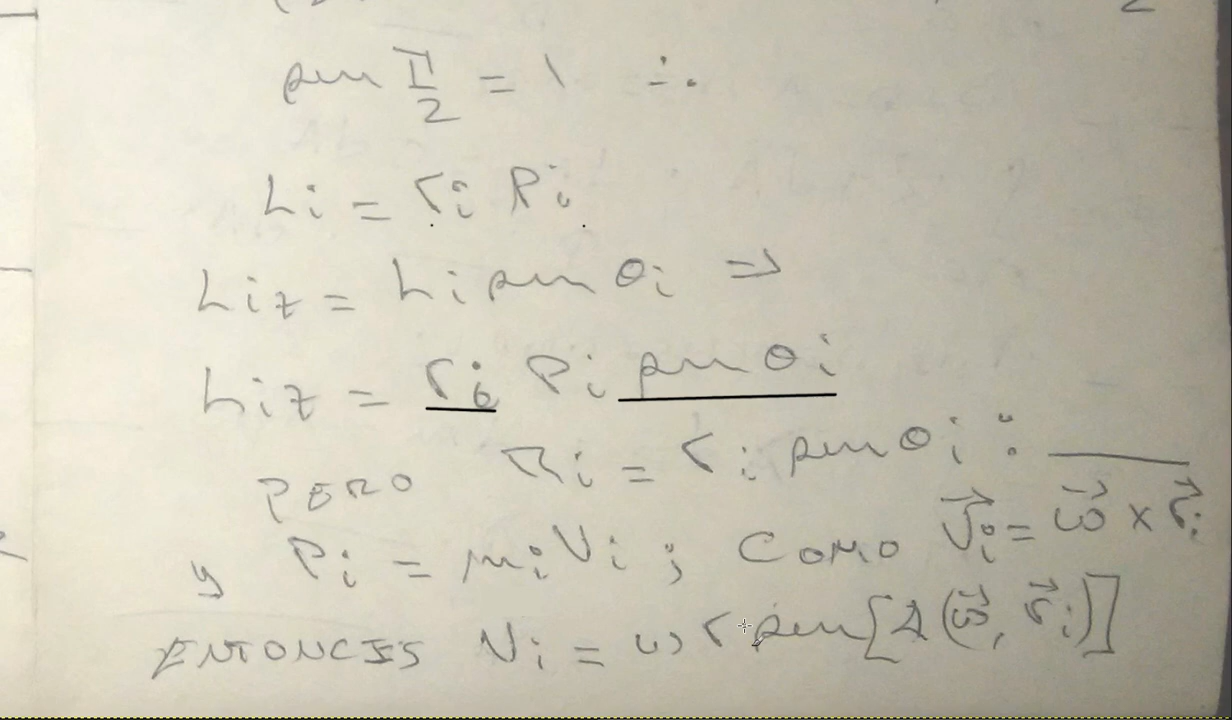 sen π/2 = 1 ∴
Li = ri Pi
Liz = Li sen θi ⇒
Liz = ri Pi sen θi
PERO Ri = ri sen θi :
y Pi = mi Vi ; COMO V⃗i = ω⃗ × r⃗i
ENTONCES Vi = ω r sen[∡(ω⃗, r⃗i)]